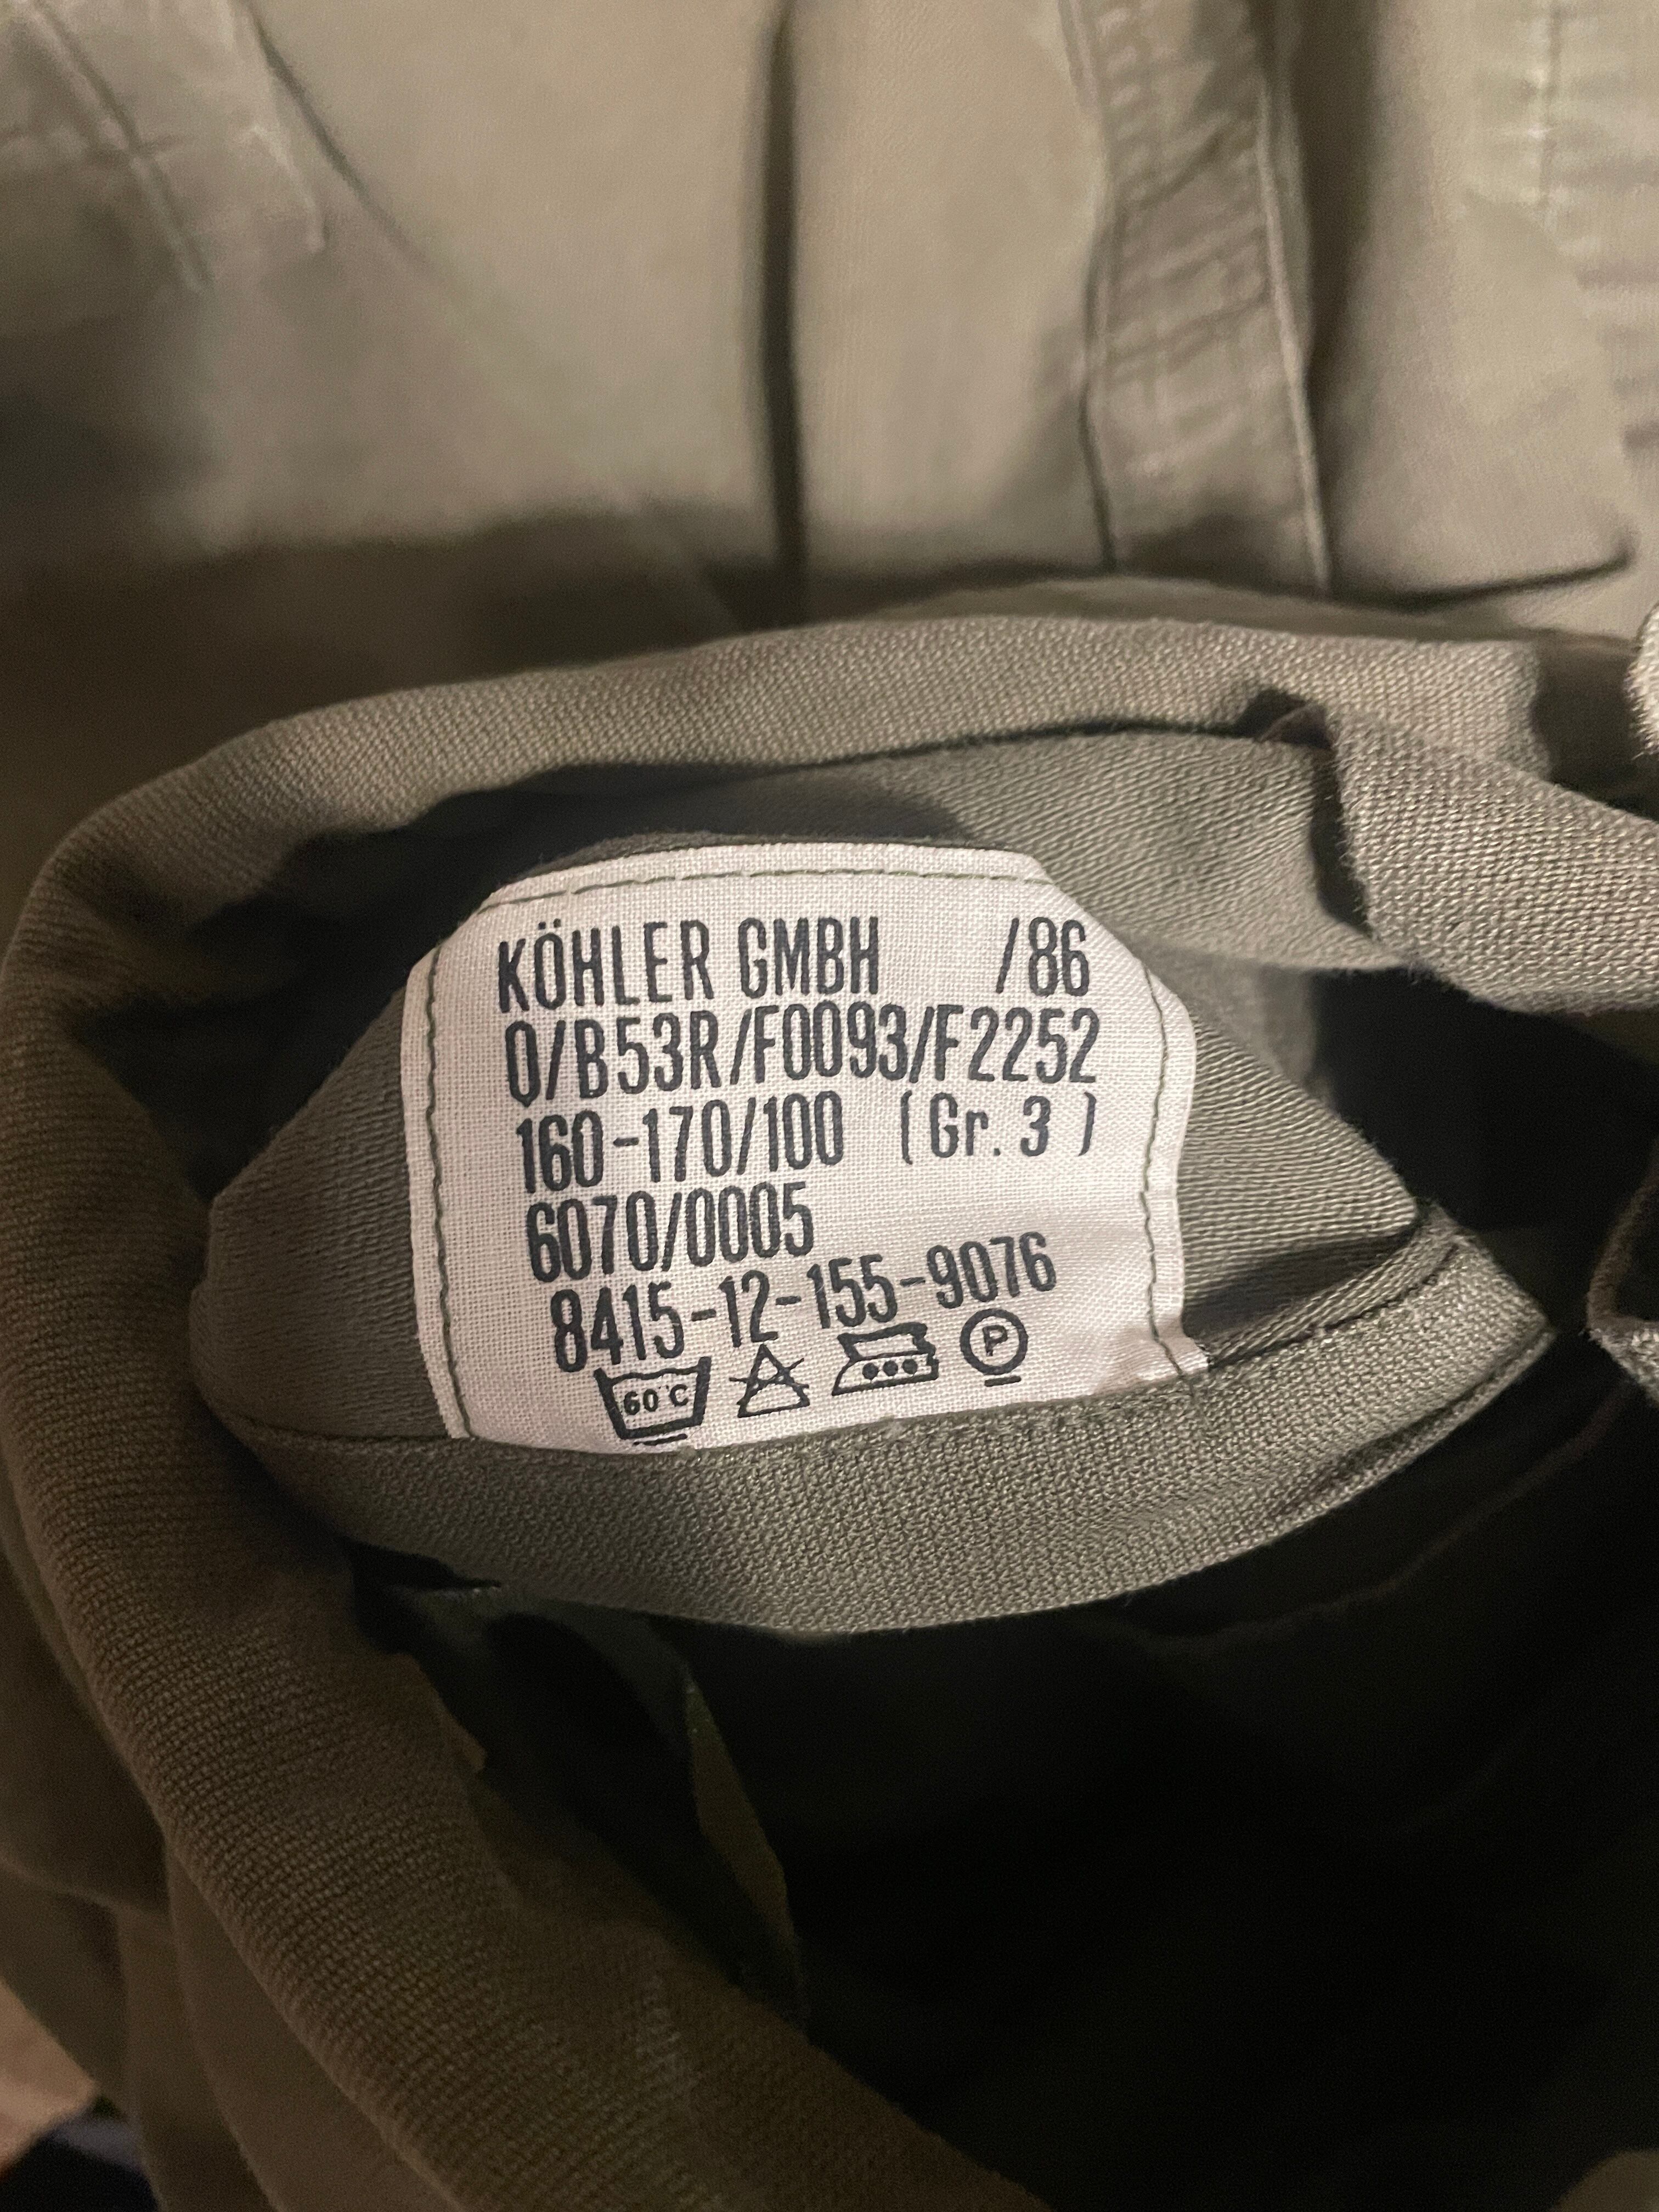 KÖHLER GMBH /86
0/B53R/F0093/F2252
160-170/100 (Gr. 3)
6070/0005
8415-12-155-9076
60°C P